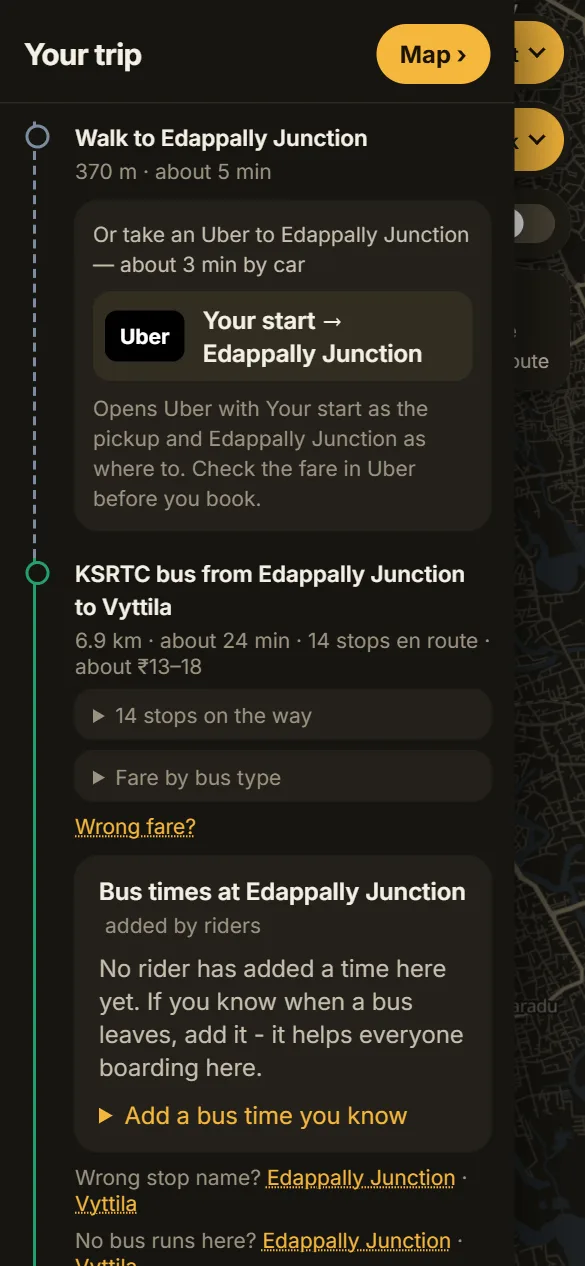 Your trip
Map ›
Walk to Edappally Junction
370 m · about 5 min
Or take an Uber to Edappally Junction
— about 3 min by car
Uber
Your start →
Edappally Junction
Opens Uber with Your start as the
pickup and Edappally Junction as
where to. Check the fare in Uber
before you book.
KSRTC bus from Edappally Junction
to Vyttila
6.9 km · about 24 min · 14 stops en route ·
about ₹13–18
▶ 14 stops on the way
▶ Fare by bus type
Wrong fare?
Bus times at Edappally Junction
added by riders
No rider has added a time here
yet. If you know when a bus
leaves, add it - it helps everyone
boarding here.
▶ Add a bus time you know
Wrong stop name? Edappally Junction ·
Vyttila
No bus runs here? Edappally Junction ·
Vyttila